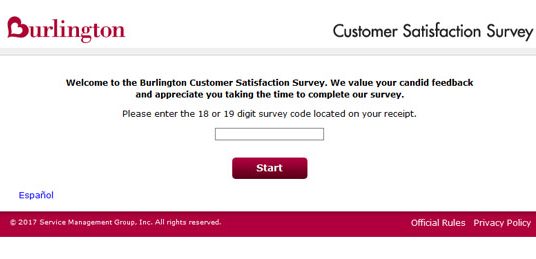 Burlington
Customer Satisfaction Survey
Welcome to the Burlington Customer Satisfaction Survey. We value your candid feedback
and appreciate you taking the time to complete our survey.
Please enter the 18 or 19 digit survey code located on your receipt.
Start
Español
© 2017 Service Management Group, Inc. All rights reserved.
Official Rules Privacy Policy